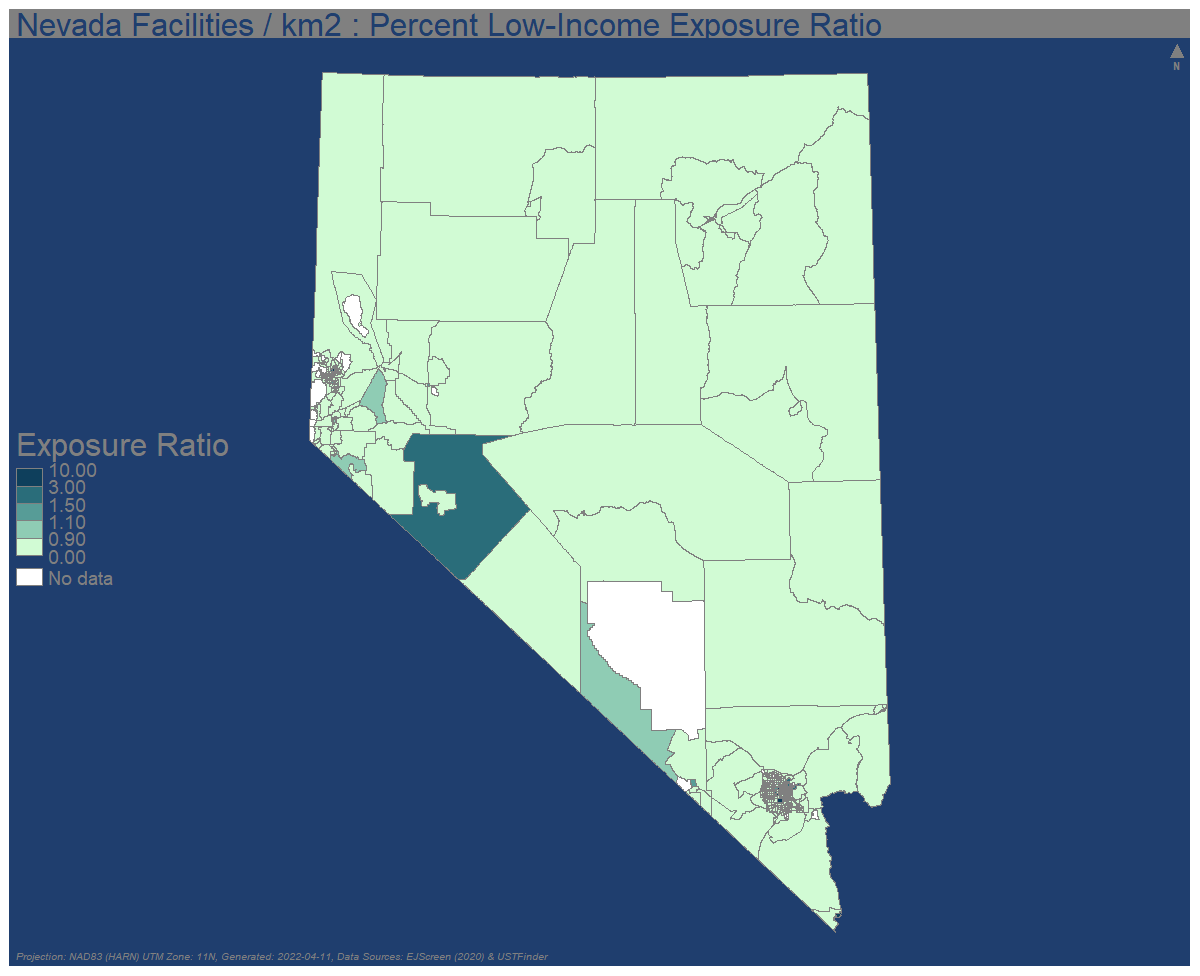 Nevada Facilities / km2 : Percent Low-Income Exposure Ratio
N
Exposure Ratio
10.00
3.00
1.50
1.10
0.90
0.00
No data
Projection: NAD83 (HARN) UTM Zone: 11N, Generated: 2022-04-11, Data Sources: EJScreen (2020) & USTFinder